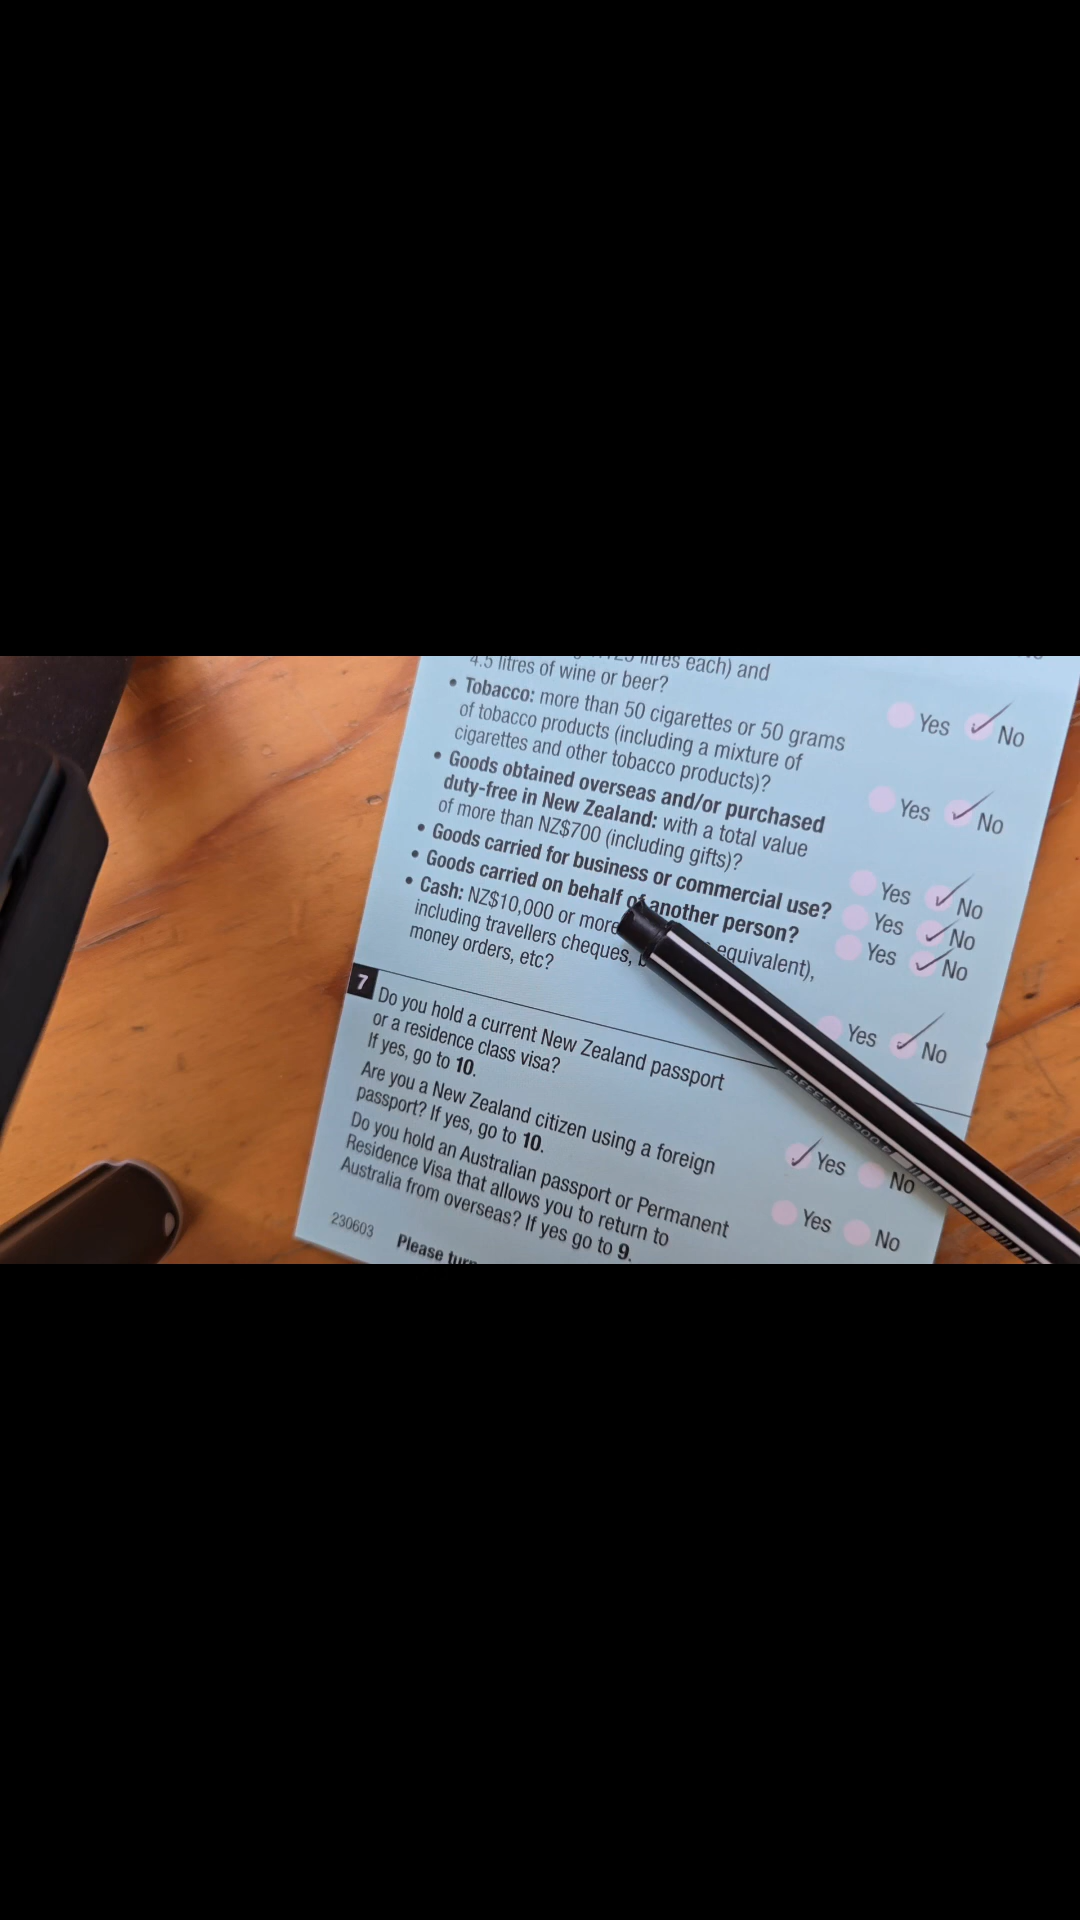 litres each) and
4.5 litres of wine or beer?
Yes No
• Tobacco: more than 50 cigarettes or 50 grams
of tobacco products (including a mixture of
cigarettes and other tobacco products)?
Yes No
• Goods obtained overseas and/or purchased
duty-free in New Zealand: with a total value
of more than NZ$700 (including gifts)?
Yes No
• Goods carried for business or commercial use?
Yes No
• Goods carried on behalf of another person?
Yes No
• Cash: NZ$10,000 or more equivalent),
including travellers cheques,
money orders, etc?
Yes No
7 Do you hold a current New Zealand passport
or a residence class visa?
If yes, go to 10.
Yes No
Are you a New Zealand citizen using a foreign
passport? If yes, go to 10.
Yes No
Do you hold an Australian passport or Permanent
Residence Visa that allows you to return to
Australia from overseas? If yes go to 9.
230603
Please turn